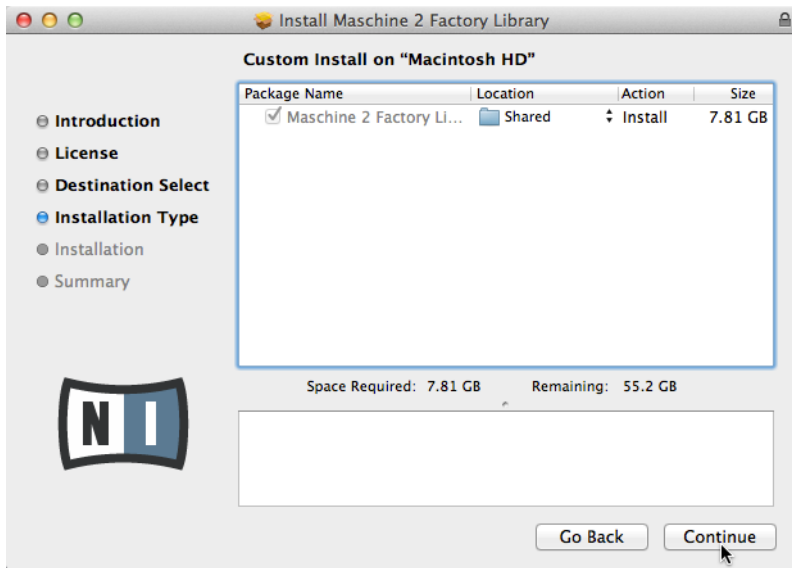 Install Maschine 2 Factory Library
Custom Install on “Macintosh HD”
Introduction
License
Destination Select
Installation Type
Installation
Summary
Package Name Location Action Size
Maschine 2 Factory Li... Shared Install 7.81 GB
Space Required: 7.81 GB Remaining: 55.2 GB
NI
Go Back Continue